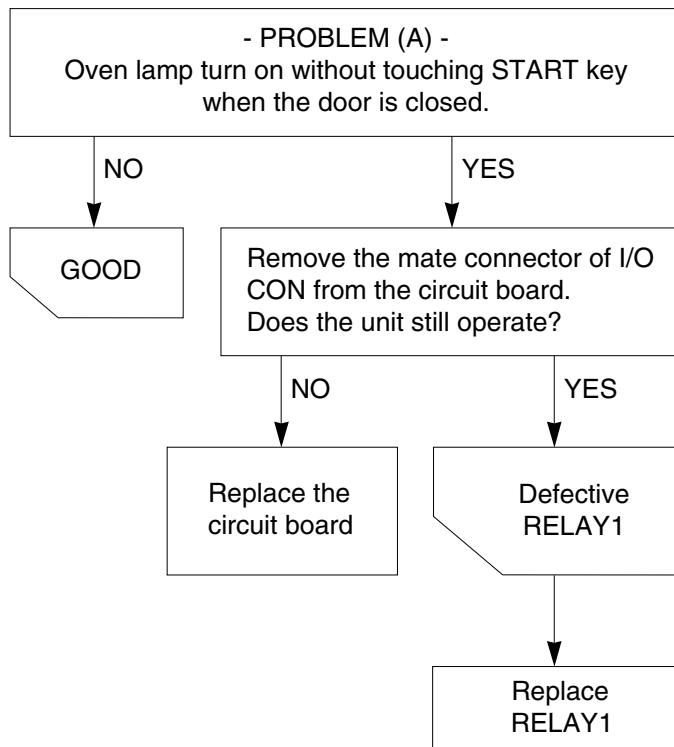 - PROBLEM (A) -
Oven lamp turn on without touching START key
when the door is closed.
NO
YES
GOOD
Remove the mate connector of I/O
CON from the circuit board.
Does the unit still operate?
NO
YES
Replace the
circuit board
Defective
RELAY1
Replace
RELAY1